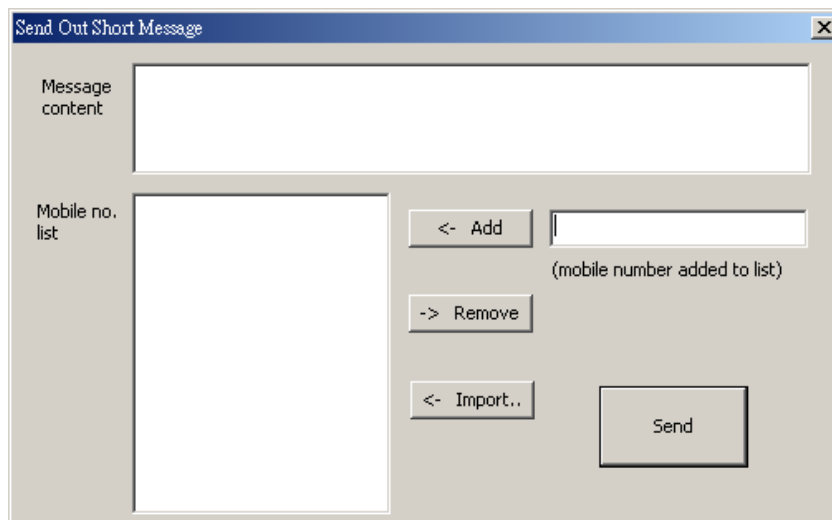 Send Out Short Message
Message
content
Mobile no.
list
<- Add
(mobile number added to list)
-> Remove
<- Import..
Send